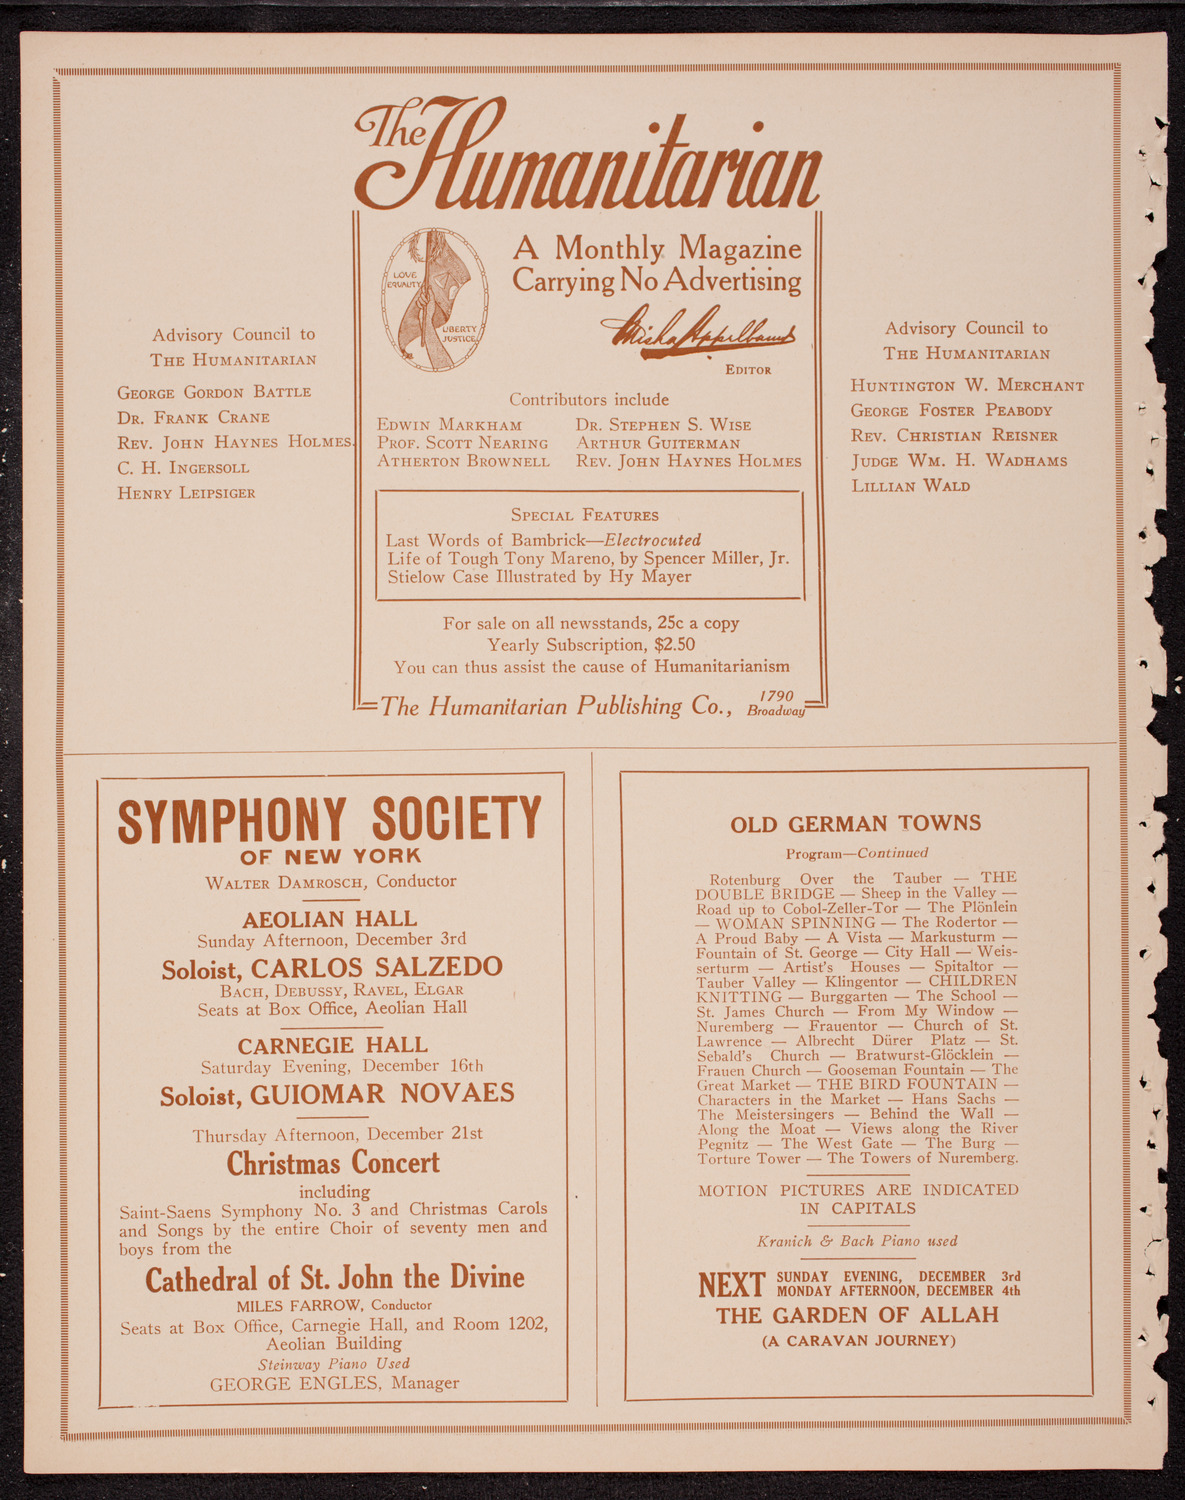 The Humanitarian
LOVE
EQUALITY
LIBERTY
JUSTICE
A Monthly Magazine
Carrying No Advertising
Misha Appelbaum
EDITOR
Advisory Council to
THE HUMANITARIAN
GEORGE GORDON BATTLE
DR. FRANK CRANE
REV. JOHN HAYNES HOLMES.
C. H. INGERSOLL
HENRY LEIPSIGER
Contributors include
EDWIN MARKHAM
PROF. SCOTT NEARING
ATHERTON BROWNELL
DR. STEPHEN S. WISE
ARTHUR GUITERMAN
REV. JOHN HAYNES HOLMES
Advisory Council to
THE HUMANITARIAN
HUNTINGTON W. MERCHANT
GEORGE FOSTER PEABODY
REV. CHRISTIAN REISNER
JUDGE WM. H. WADHAMS
LILLIAN WALD
SPECIAL FEATURES
Last Words of Bambrick—Electrocuted
Life of Tough Tony Mareno, by Spencer Miller, Jr.
Stielow Case Illustrated by Hy Mayer
For sale on all newsstands, 25c a copy
Yearly Subscription, $2.50
You can thus assist the cause of Humanitarianism
The Humanitarian Publishing Co., 1790 Broadway
SYMPHONY SOCIETY
OF NEW YORK
WALTER DAMROSCH, Conductor
AEOLIAN HALL
Sunday Afternoon, December 3rd
Soloist, CARLOS SALZEDO
BACH, DEBUSSY, RAVEL, ELGAR
Seats at Box Office, Aeolian Hall
CARNEGIE HALL
Saturday Evening, December 16th
Soloist, GUIOMAR NOVAES
Thursday Afternoon, December 21st
Christmas Concert
including
Saint-Saens Symphony No. 3 and Christmas Carols
and Songs by the entire Choir of seventy men and
boys from the
Cathedral of St. John the Divine
MILES FARROW, Conductor
Seats at Box Office, Carnegie Hall, and Room 1202,
Aeolian Building
Steinway Piano Used
GEORGE ENGLES, Manager
OLD GERMAN TOWNS
Program—Continued
Rotenburg Over the Tauber — THE
DOUBLE BRIDGE — Sheep in the Valley —
Road up to Cobol-Zeller-Tor — The Plönlein
— WOMAN SPINNING — The Rodertor —
A Proud Baby — A Vista — Markusturm —
Fountain of St. George — City Hall — Weis-
serturm — Artist's Houses — Spitaltor —
Tauber Valley — Klingentor — CHILDREN
KNITTING — Burggarten — The School —
St. James Church — From My Window —
Nuremberg — Frauentor — Church of St.
Lawrence — Albrecht Dürer Platz — St.
Sebald's Church — Bratwurst-Glöcklein —
Frauen Church — Gooseman Fountain — The
Great Market — THE BIRD FOUNTAIN —
Characters in the Market — Hans Sachs —
The Meistersingers — Behind the Wall —
Along the Moat — Views along the River
Pegnitz — The West Gate — The Burg —
Torture Tower — The Towers of Nuremberg.
MOTION PICTURES ARE INDICATED
IN CAPITALS
Kranich & Bach Piano used
NEXT SUNDAY EVENING, DECEMBER 3rd
MONDAY AFTERNOON, DECEMBER 4th
THE GARDEN OF ALLAH
(A CARAVAN JOURNEY)